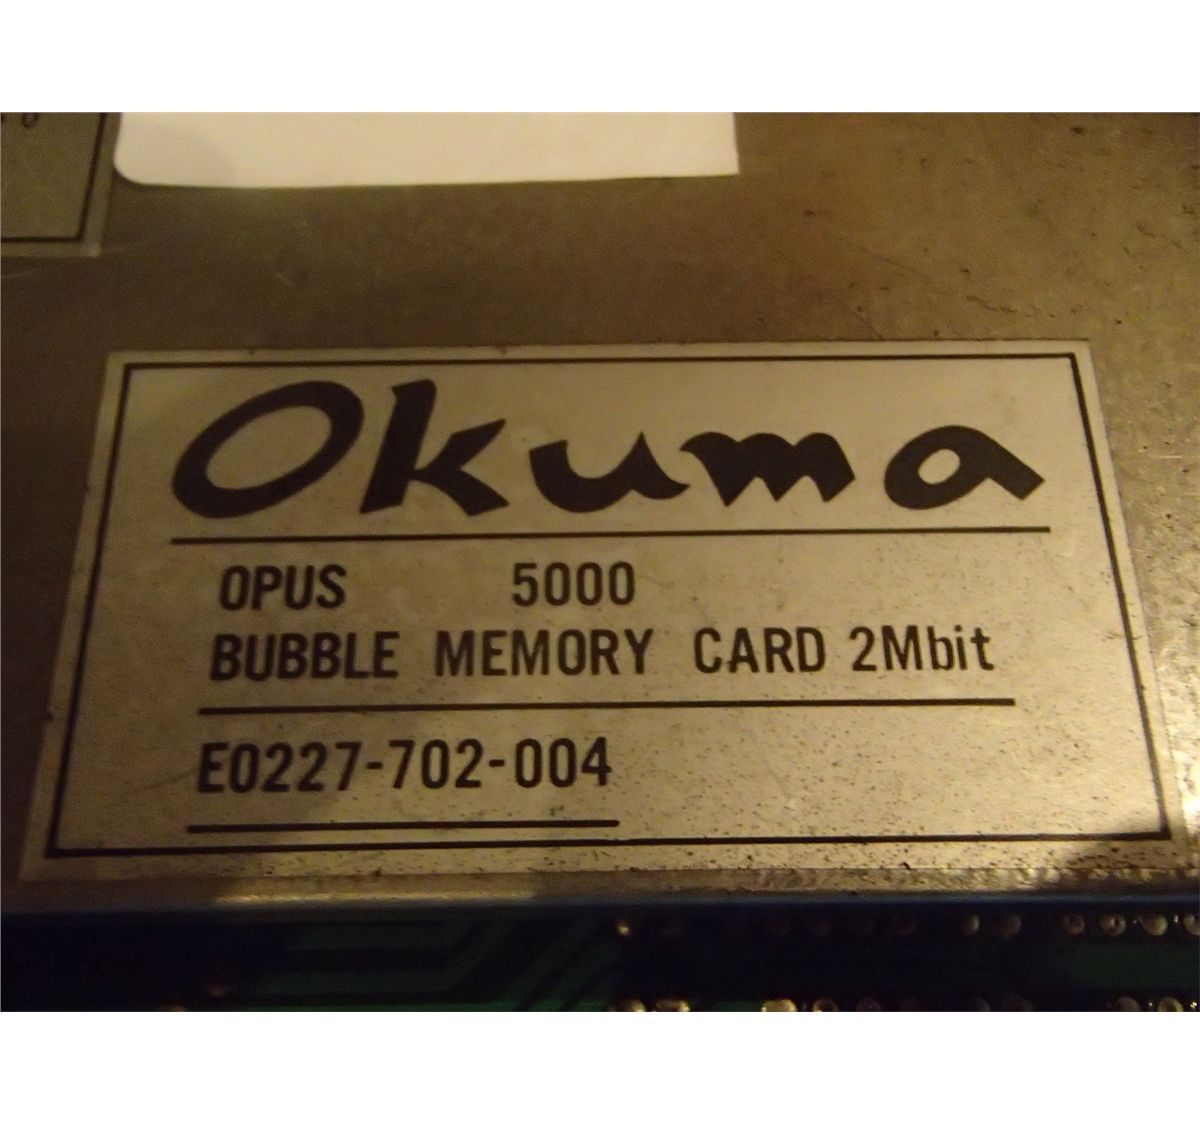 Okuma
OPUS 5000
BUBBLE MEMORY CARD 2Mbit
E0227-702-004